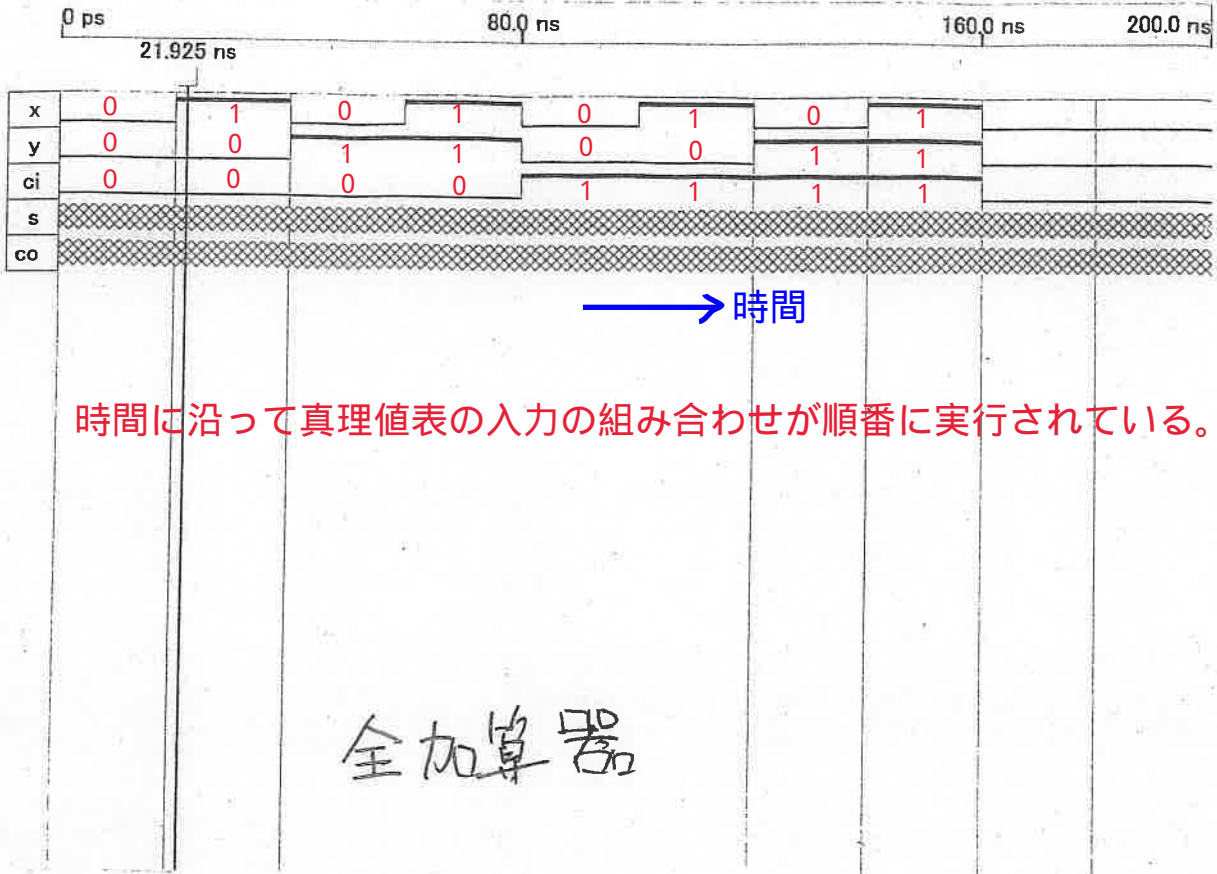 0 ps 80.0 ns 160.0 ns 200.0 ns
21.925 ns
x 0 1 0 1 0 1 0 1
y 0 0 1 1 0 0 1 1
ci 0 0 0 0 1 1 1 1
s
co
時間
時間に沿って真理値表の入力の組み合わせが順番に実行されている。
全加算器